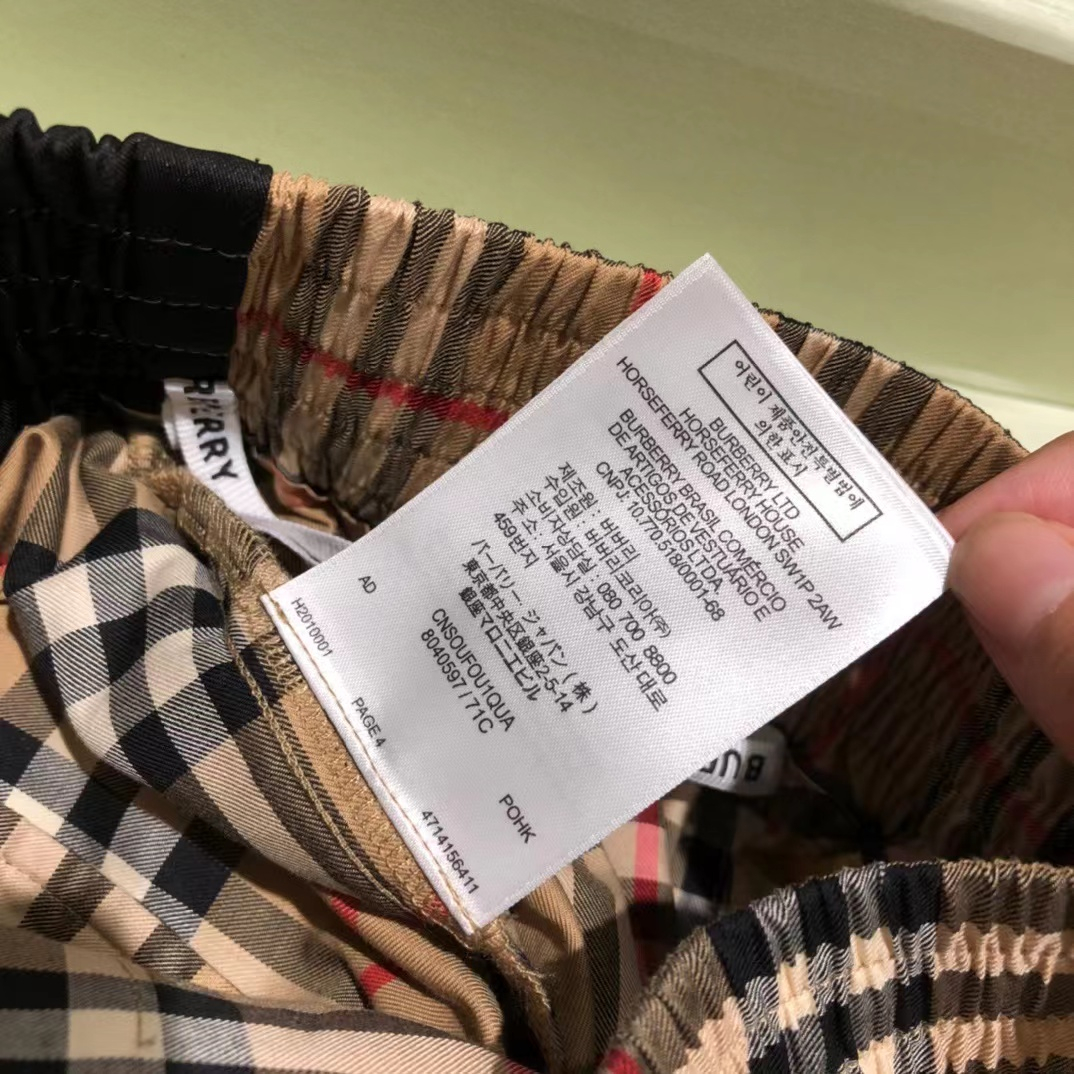 어린이 제품안전특별법에
의한 표시
BURBERRY LTD
HORSEFERRY HOUSE
HORSEFERRY ROAD LONDON SW1P 2AW
BURBERRY BRASIL COMÉRCIO
DE ARTIGOS DE VESTUÁRIO E
ACESSÓRIOS LTDA
CNPJ: 10.770.518/0001-68
제조원: 버버리
수입원: 버버리코리아(주)
소비자상담실: 080 700 8800
주 소: 서울시 강남구 도산대로
459번지
バーバリー ジャパン(株)
東京都中央区銀座2-5-14
銀座マロニエビル
CNSOUFOU1QUA
8040597 / 71C
AD
POHK
H2010001
PAGE 4
4714156411
RERRY
BU